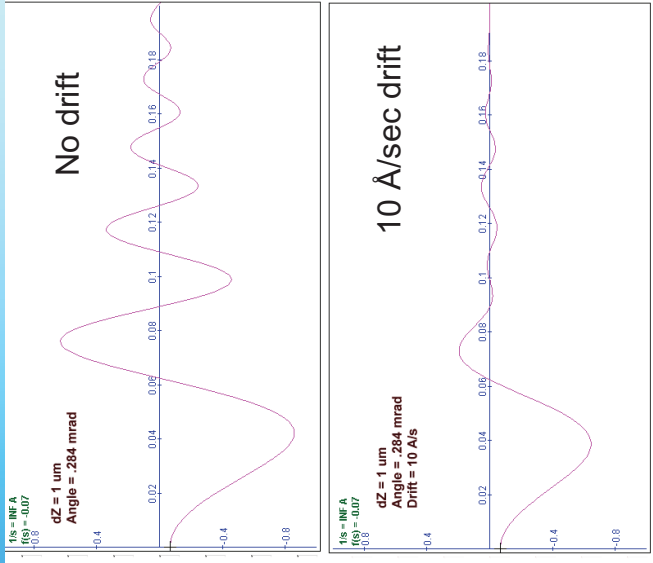 No drift
1/s = INF A
f(s) = -0.07
dZ = 1 um
Angle = .284 mrad
0.8
0.4
-0.4
-0.8
0.02
0.04
0.06
0.08
0.1
0.12
0.14
0.16
0.18
10 Å/sec drift
1/s = INF A
f(s) = -0.07
dZ = 1 um
Angle = .284 mrad
Drift = 10 A/s
0.8
0.4
-0.4
-0.8
0.02
0.04
0.06
0.08
0.1
0.12
0.14
0.16
0.18